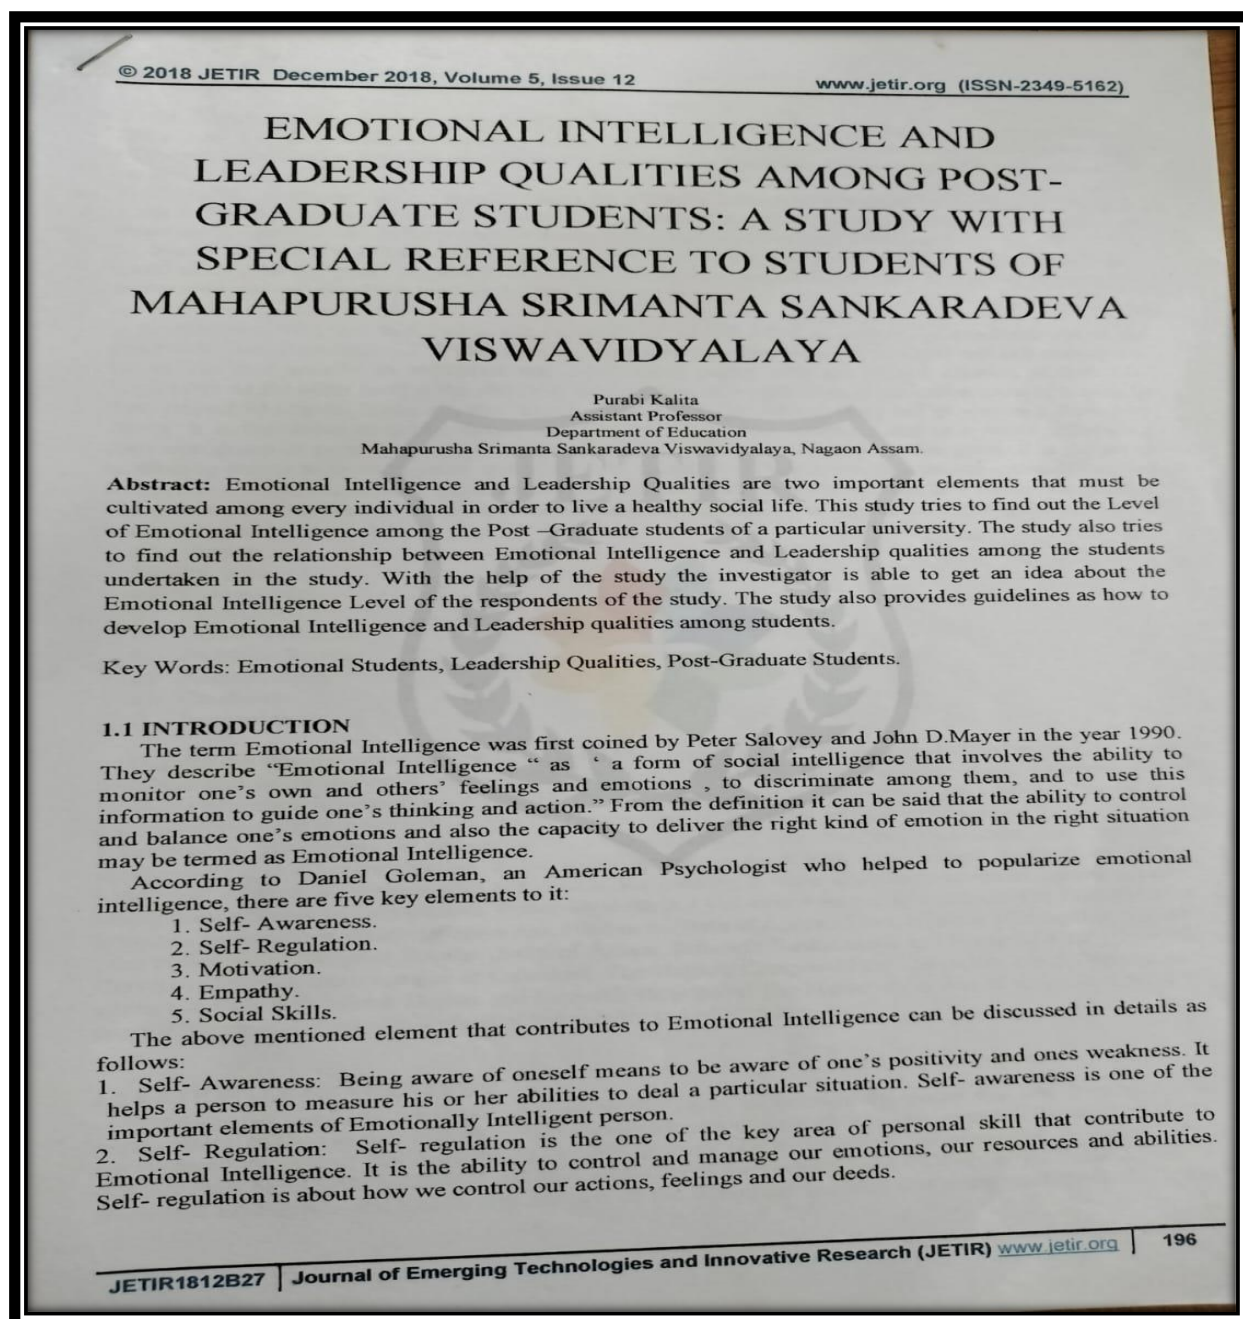 © 2018 JETIR December 2018, Volume 5, Issue 12 www.jetir.org (ISSN-2349-5162)
EMOTIONAL INTELLIGENCE AND
LEADERSHIP QUALITIES AMONG POST-
GRADUATE STUDENTS: A STUDY WITH
SPECIAL REFERENCE TO STUDENTS OF
MAHAPURUSHA SRIMANTA SANKARADEVA
VISWAVIDYALAYA
Purabi Kalita
Assistant Professor
Department of Education
Mahapurusha Srimanta Sankaradeva Viswavidyalaya, Nagaon Assam.
Abstract: Emotional Intelligence and Leadership Qualities are two important elements that must be
cultivated among every individual in order to live a healthy social life. This study tries to find out the Level
of Emotional Intelligence among the Post –Graduate students of a particular university. The study also tries
to find out the relationship between Emotional Intelligence and Leadership qualities among the students
undertaken in the study. With the help of the study the investigator is able to get an idea about the
Emotional Intelligence Level of the respondents of the study. The study also provides guidelines as how to
develop Emotional Intelligence and Leadership qualities among students.
Key Words: Emotional Students, Leadership Qualities, Post-Graduate Students.
1.1 INTRODUCTION
The term Emotional Intelligence was first coined by Peter Salovey and John D.Mayer in the year 1990.
They describe “Emotional Intelligence “ as ‘ a form of social intelligence that involves the ability to
monitor one’s own and others’ feelings and emotions , to discriminate among them, and to use this
information to guide one’s thinking and action.” From the definition it can be said that the ability to control
and balance one’s emotions and also the capacity to deliver the right kind of emotion in the right situation
may be termed as Emotional Intelligence.
According to Daniel Goleman, an American Psychologist who helped to popularize emotional
intelligence, there are five key elements to it:
1. Self- Awareness.
2. Self- Regulation.
3. Motivation.
4. Empathy.
5. Social Skills.
The above mentioned element that contributes to Emotional Intelligence can be discussed in details as
follows:
1. Self- Awareness: Being aware of oneself means to be aware of one’s positivity and ones weakness. It
helps a person to measure his or her abilities to deal a particular situation. Self- awareness is one of the
important elements of Emotionally Intelligent person.
2. Self- Regulation: Self- regulation is the one of the key area of personal skill that contribute to
Emotional Intelligence. It is the ability to control and manage our emotions, our resources and abilities.
Self- regulation is about how we control our actions, feelings and our deeds.
JETIR1812B27 Journal of Emerging Technologies and Innovative Research (JETIR) www.jetir.org 196